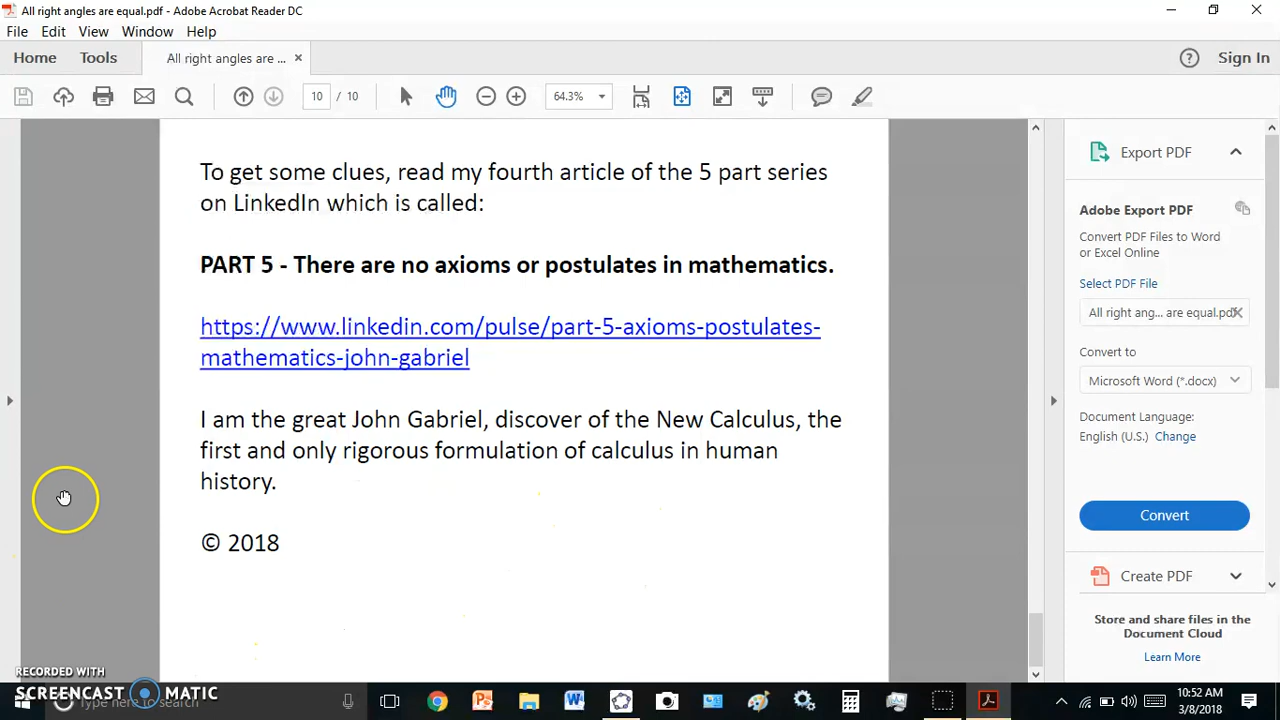 All right angles are equal.pdf - Adobe Acrobat Reader DC
File Edit View Window Help
Home Tools All right angles are ... × Sign In
10 / 10 64.3%
To get some clues, read my fourth article of the 5 part series
on LinkedIn which is called:
PART 5 - There are no axioms or postulates in mathematics.
https://www.linkedin.com/pulse/part-5-axioms-postulates-
mathematics-john-gabriel
I am the great John Gabriel, discover of the New Calculus, the
first and only rigorous formulation of calculus in human
history.
© 2018
Export PDF
Adobe Export PDF
Convert PDF Files to Word
or Excel Online
Select PDF File
All right ang... are equal.pdf
Convert to
Microsoft Word (*.docx)
Document Language:
English (U.S.) Change
Convert
Create PDF
Store and share files in the
Document Cloud
Learn More
RECORDED WITH
SCREENCAST MATIC
Type here to search
10:52 AM
3/8/2018